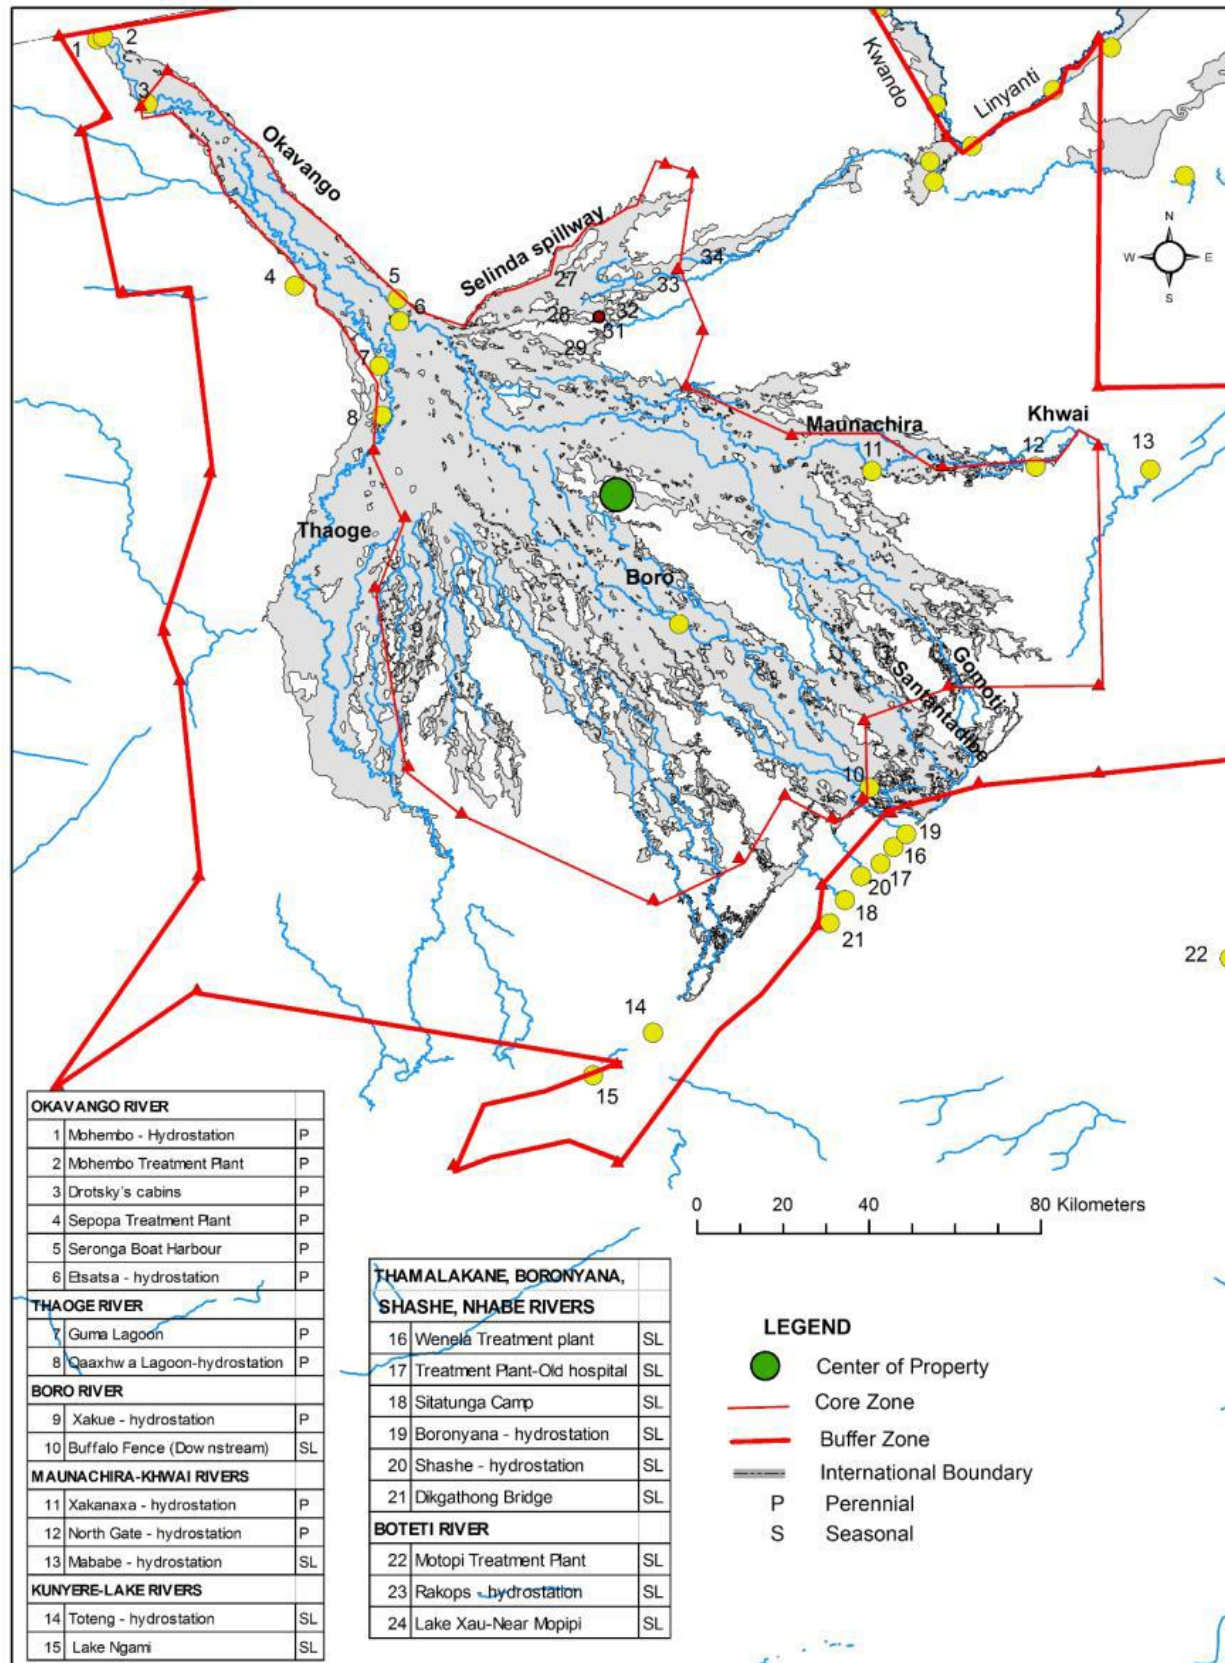 1
2
3
Okavango
Kwando
Linyanti
N
W
E
S
Selinda spillway
4
5
6
27
28
29
31
32
33
34
7
8
Maunachira
Khwai
11
12
13
Thaoge
Boro
9
Gomoti
Santantadibe
10
19
16
17
20
18
21
22
14
15
0 20 40 80 Kilometers
OKAVANGO RIVER
1 Mohembo - Hydrostation P
2 Mohembo Treatment Plant P
3 Drotsky's cabins P
4 Sepopa Treatment Plant P
5 Seronga Boat Harbour P
6 Etsatsa - hydrostation P
THAOGE RIVER
7 Guma Lagoon P
8 Qaaxhwa Lagoon-hydrostation P
BORO RIVER
9 Xakue - hydrostation P
10 Buffalo Fence (Downstream) SL
MAUNACHIRA-KHWAI RIVERS
11 Xakanaxa - hydrostation P
12 North Gate - hydrostation P
13 Mababe - hydrostation SL
KUNYERE-LAKE RIVERS
14 Toteng - hydrostation SL
15 Lake Ngami SL
THAMALAKANE, BORONYANA,
SHASHE, NHABE RIVERS
16 Wenela Treatment plant SL
17 Treatment Plant-Old hospital SL
18 Sitatunga Camp SL
19 Boronyana - hydrostation SL
20 Shashe - hydrostation SL
21 Dikgathong Bridge SL
BOTETI RIVER
22 Motopi Treatment Plant SL
23 Rakops - hydrostation SL
24 Lake Xau-Near Mopipi SL
LEGEND
Center of Property
Core Zone
Buffer Zone
International Boundary
P Perennial
S Seasonal